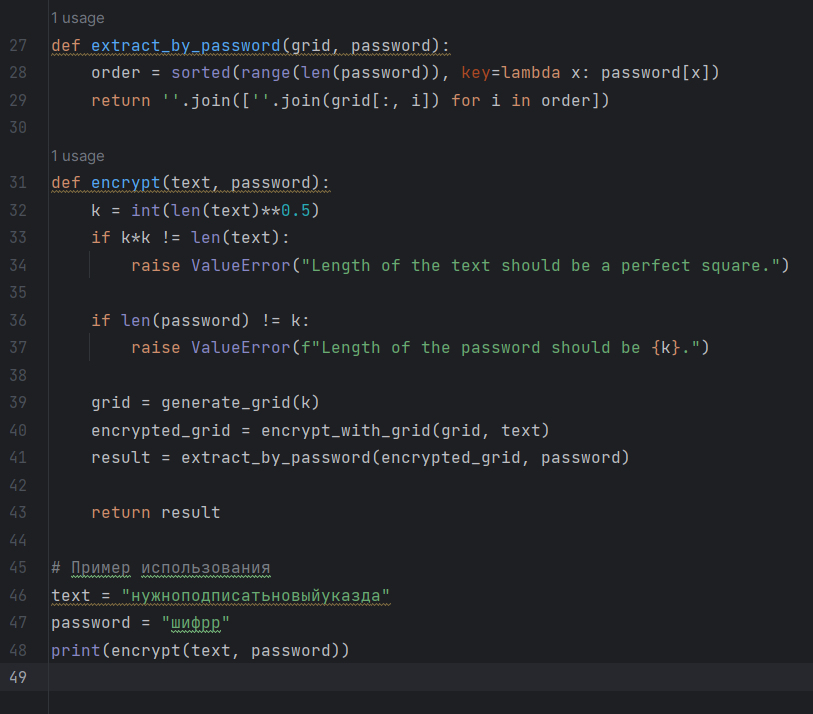 1 usage
27 def extract_by_password(grid, password):
28     order = sorted(range(len(password)), key=lambda x: password[x])
29     return ''.join([''.join(grid[:, i]) for i in order])
30
1 usage
31 def encrypt(text, password):
32     k = int(len(text)**0.5)
33     if k*k != len(text):
34         raise ValueError("Length of the text should be a perfect square.")
35
36     if len(password) != k:
37         raise ValueError(f"Length of the password should be {k}.")
38
39     grid = generate_grid(k)
40     encrypted_grid = encrypt_with_grid(grid, text)
41     result = extract_by_password(encrypted_grid, password)
42
43     return result
44
45 # Пример использования
46 text = "нужноподписатьновыйуказда"
47 password = "шифрр"
48 print(encrypt(text, password))
49